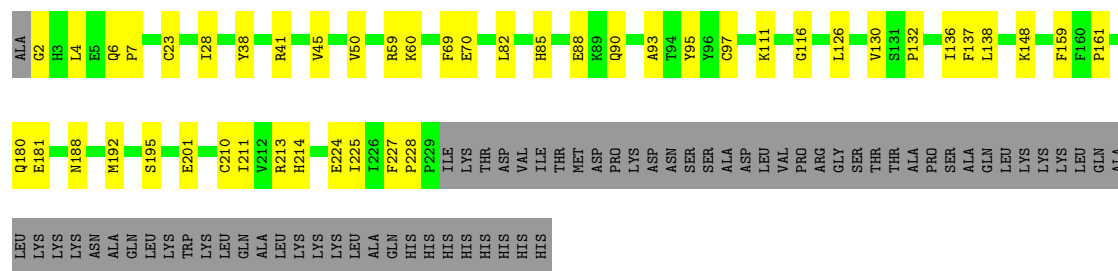 ALA G2 H3 L4 E5 Q6 P7 C23 I28 Y38 R41 V45 V50 R59 K60 F69 E70 L82 H85 E88 K89 Q90 A93 T94 Y95 Y96 C97 K111 G116 L126 V130 S131 P132 I136 F137 L138 K148 F159 F160 P161
Q180 E181 N188 M192 S195 E201 C210 I211 V212 R213 H214 E224 I225 I226 F227 P228 P229 ILE LYS THR ASP VAL ILE THR MET ASP PRO LYS ASP ASN SER SER ALA ASP LEU VAL PRO ARG GLY SER THR THR ALA PRO SER ALA GLN LEU LYS LYS LYS LEU GLN ALA
LEU LYS LYS LYS ASN ALA GLN LEU LYS TRP LYS LEU GLN ALA LEU LYS LYS LYS LEU ALA GLN HIS HIS HIS HIS HIS HIS HIS HIS